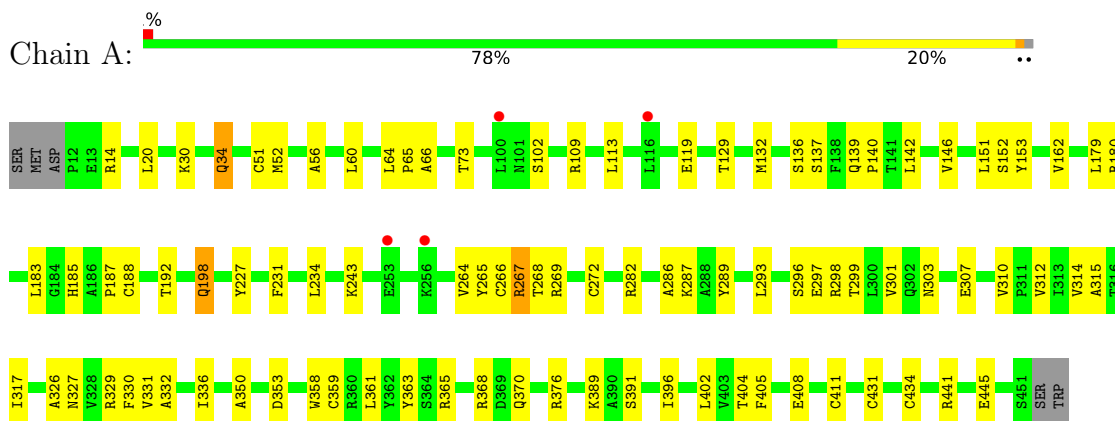 .%
Chain A:
78% 20% ••
SER MET ASP P12 E13 R14 L20 K30 Q34 C51 M52 A56 L60 L64 P65 A66 T73 L100 N101 S102 R109 L113 L116 E119 T129 M132 S136 S137 F138 Q139 P140 T141 L142 V146 L151 S152 Y153 V162 L179
L183 G184 H185 A186 P187 C188 T192 Q198 Y227 F231 L234 K243 E253 K256 V264 Y265 C266 R267 T268 R269 C272 R282 A286 K287 A288 Y289 L293 S296 E297 R298 T299 L300 V301 Q302 N303 E307 V310 P311 V312 I313 V314 A315 T316
I317 A326 N327 V328 R329 F330 V331 A332 I336 A350 D353 W358 C359 R360 L361 Y362 Y363 S364 R365 R368 D369 Q370 R376 K389 A390 S391 I396 L402 V403 T404 F405 E408 C411 C431 C434 R441 E445 S451 SER TRP